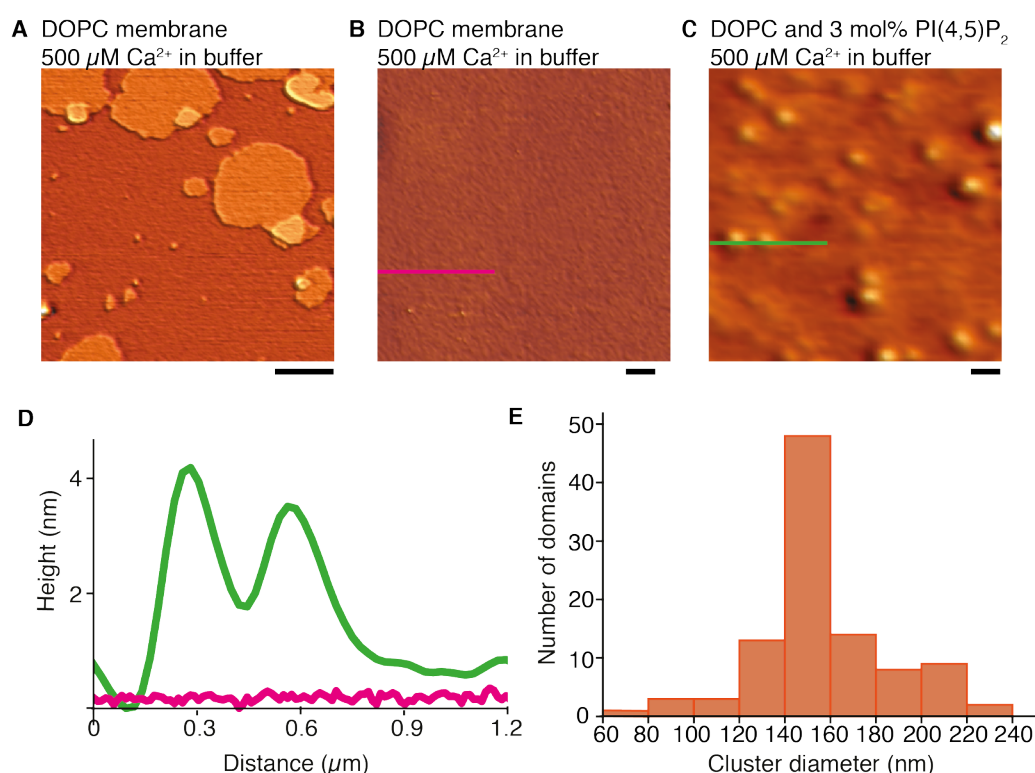 A DOPC membrane
500 µM Ca²⁺ in buffer
B DOPC membrane
500 µM Ca²⁺ in buffer
C DOPC and 3 mol% PI(4,5)P₂
500 µM Ca²⁺ in buffer
D
4
2
Height (nm)
0 0.3 0.6 0.9 1.2
Distance (µm)
E
50
40
30
20
10
0
Number of domains
60 80 100 120 140 160 180 200 220 240
Cluster diameter (nm)